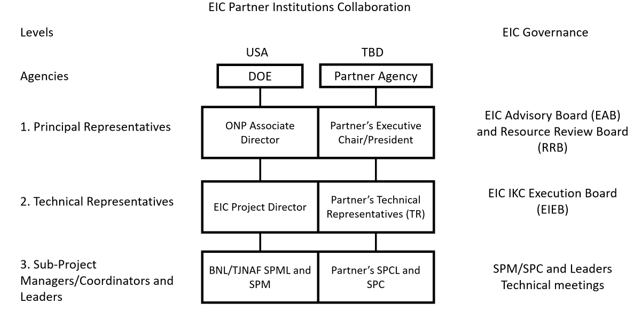 EIC Partner Institutions Collaboration
Levels
EIC Governance
USA
TBD
Agencies
DOE
Partner Agency
1. Principal Representatives
ONP Associate
Director
Partner's Executive
Chair/President
EIC Advisory Board (EAB)
and Resource Review Board
(RRB)
2. Technical Representatives
EIC Project Director
Partner's Technical
Representatives (TR)
EIC IKC Execution Board
(EIEB)
3. Sub-Project
Managers/Coordinators and
Leaders
BNL/TJNAF SPML and
SPM
Partner's SPCL and
SPC
SPM/SPC and Leaders
Technical meetings